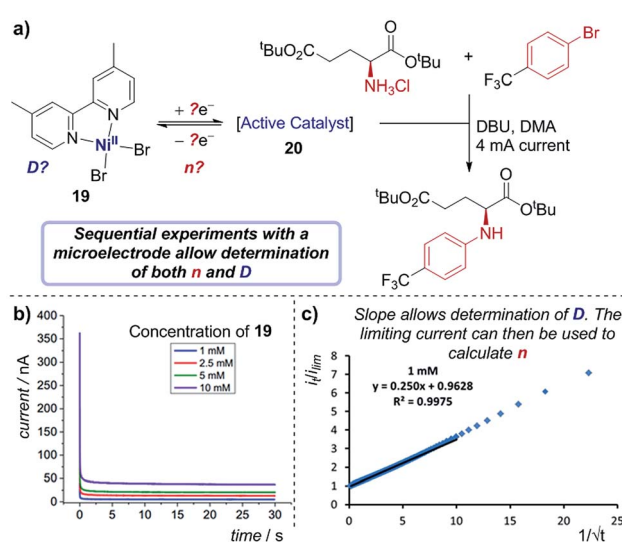 a)
ᵗBuO₂C
O
OᵗBu
NH₃Cl
+
Br
F₃C
N
N
Niᴵᴵ
Br
Br
D?
19
+ ?e⁻
− ?e⁻
n?
[Active Catalyst]
20
DBU, DMA
4 mA current
ᵗBuO₂C
O
OᵗBu
NH
F₃C
Sequential experiments with a
microelectrode allow determination
of both n and D
b)
Concentration of 19
1 mM
2.5 mM
5 mM
10 mM
current / nA
400
350
300
250
200
150
100
50
0
0 5 10 15 20 25 30
time / s
c)
Slope allows determination of D. The
limiting current can then be used to
calculate n
1 mM
y = 0.250x + 0.9628
R² = 0.9975
iₜ/iₗᵢₘ
8
7
6
5
4
3
2
1
0
0 5 10 15 20 25
1/√t